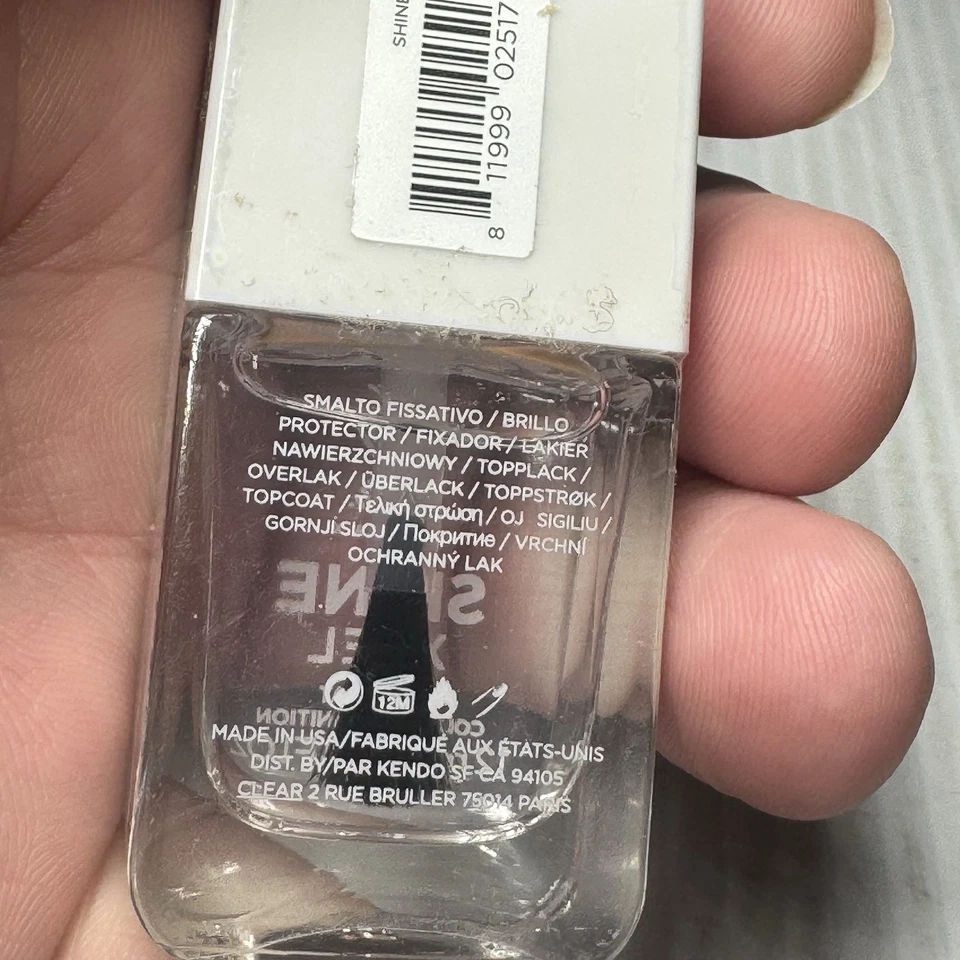 SHINE
8 11999 02517
SMALTO FISSATIVO / BRILLO
PROTECTOR / FIXADOR / LAKIER
NAWIERZCHNIOWY / TOPPLACK /
OVERLAK / ÜBERLACK / TOPPSTRØK /
TOPCOAT / Τελική στρώση / OJ SIGILIU /
GORNJI SLOJ / Покритие / VRCHNÍ
OCHRANNÝ LAK
SHINE
12M
MADE IN USA/FABRIQUÉ AUX ÉTATS-UNIS
DIST. BY/PAR KENDO SF CA 94105
CLEAR 2 RUE BRULLER 75014 PARIS